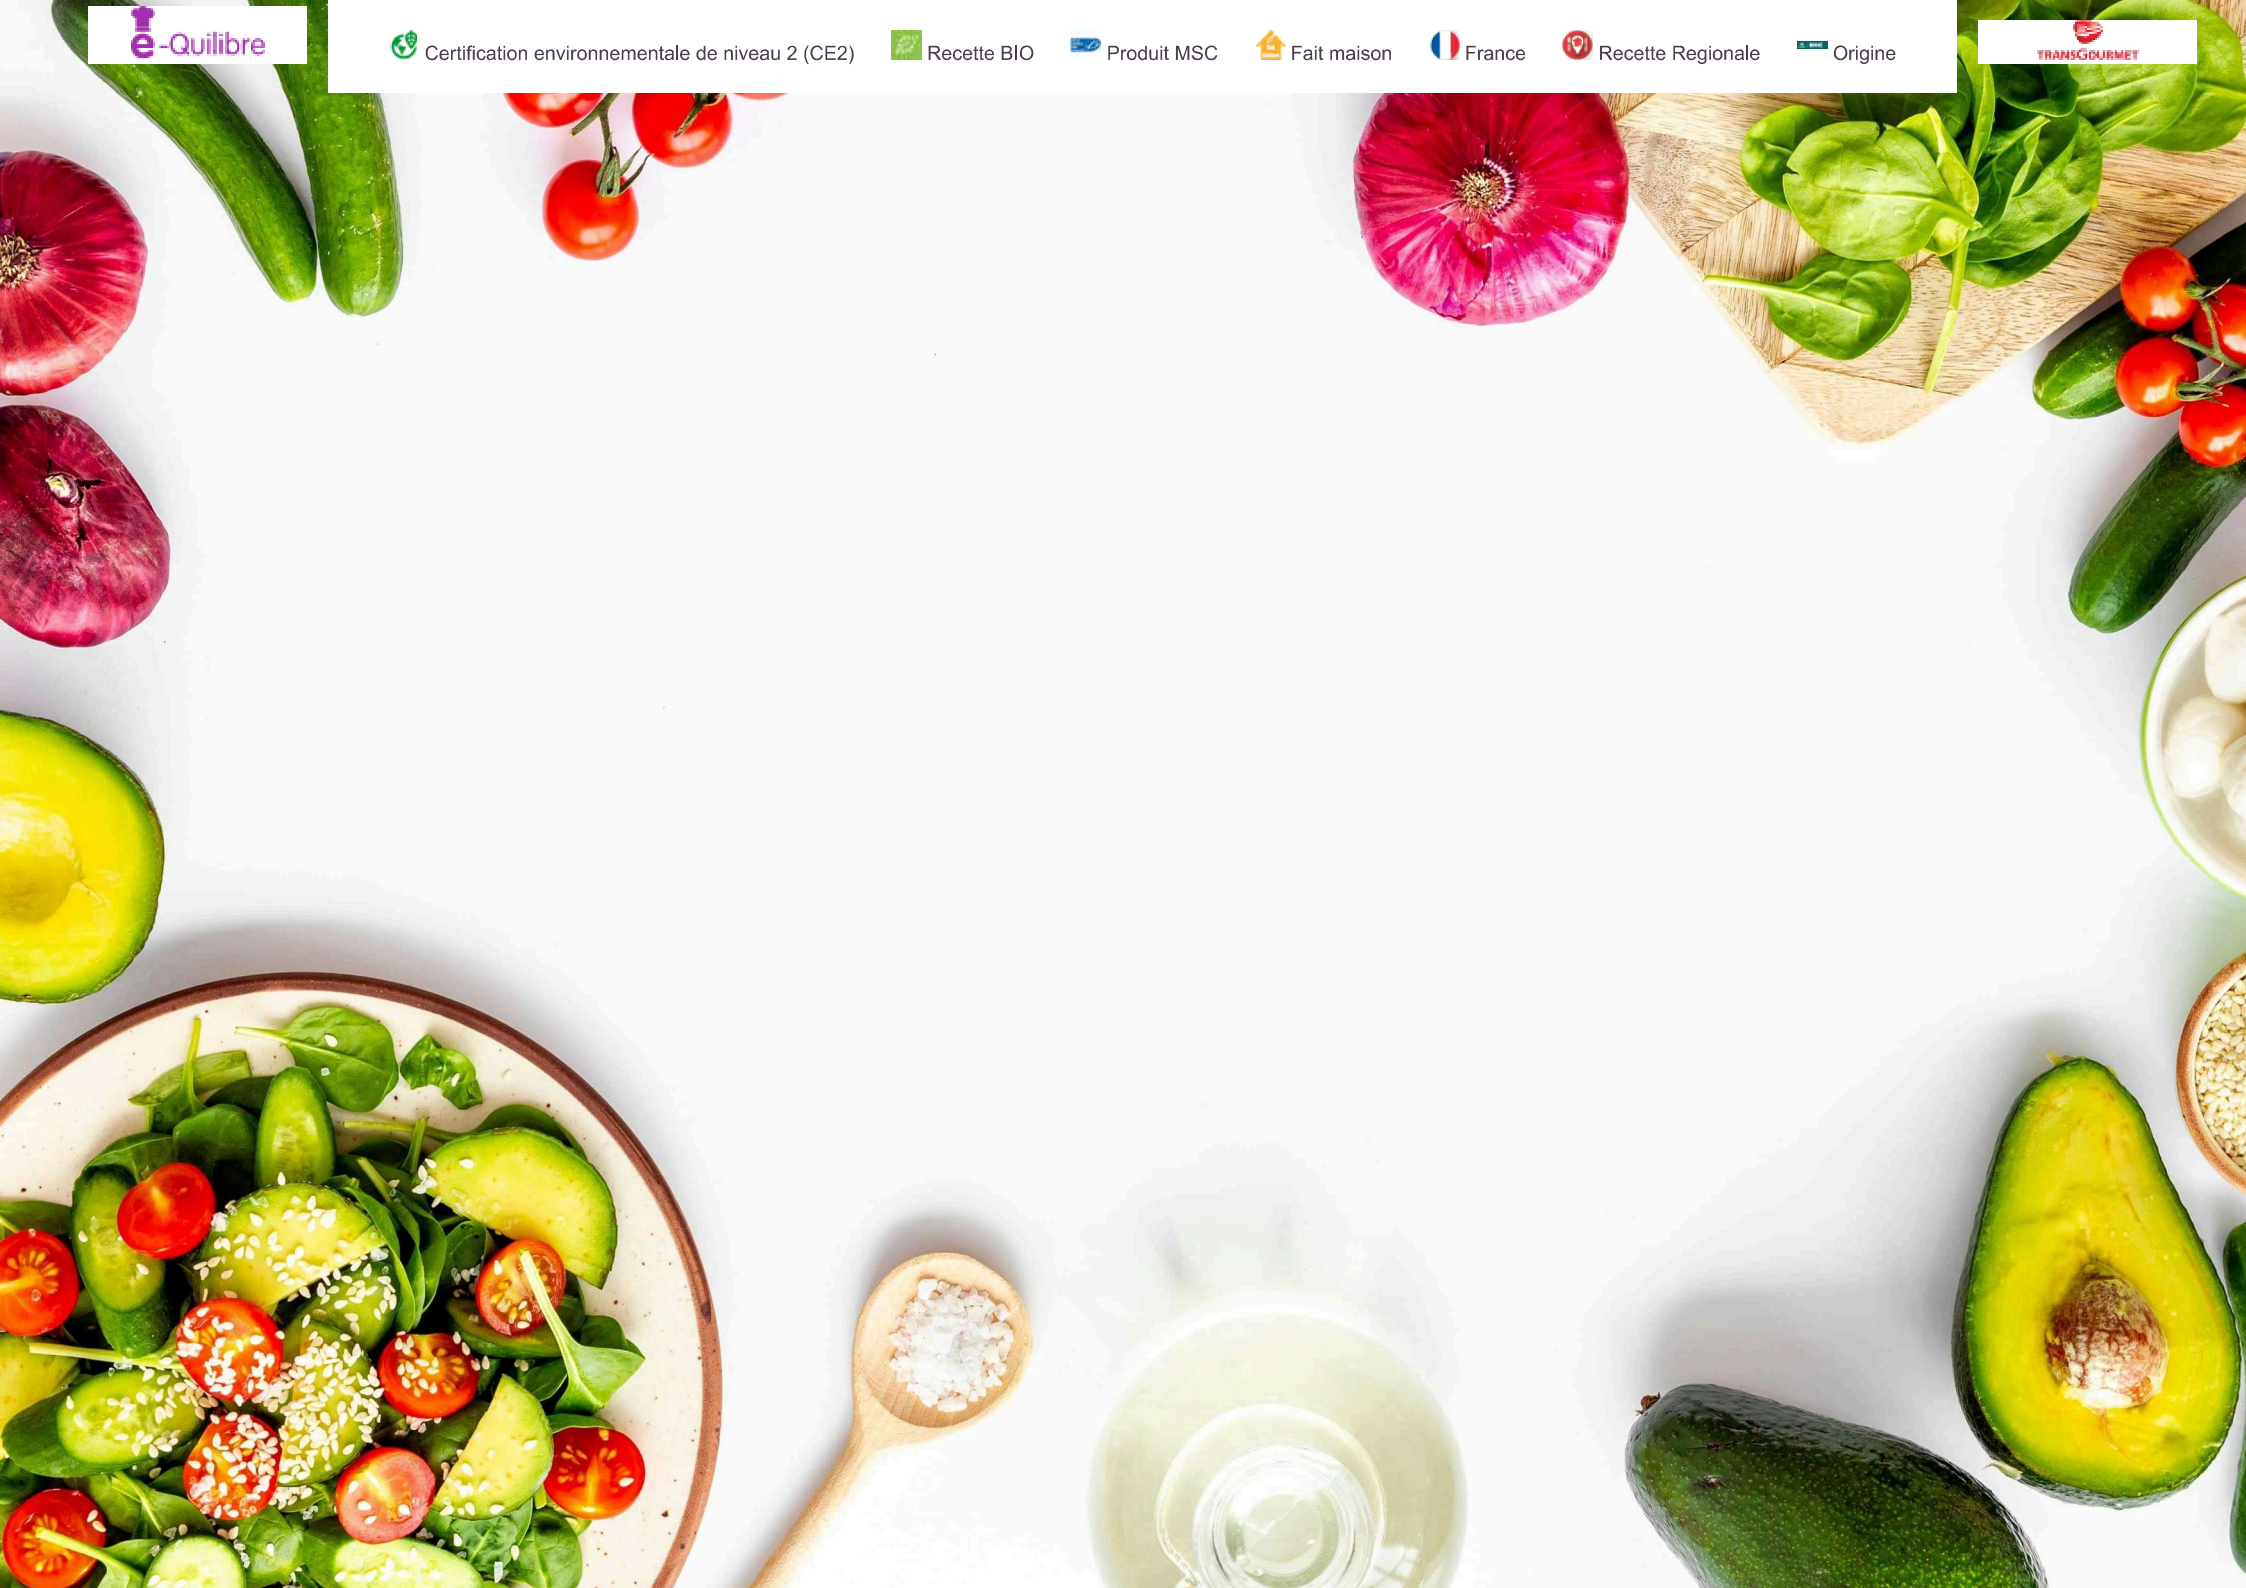 e-Quilibre
Certification environnementale de niveau 2 (CE2) Recette BIO Produit MSC Fait maison France Recette Regionale Origine
TRANSGOURMET